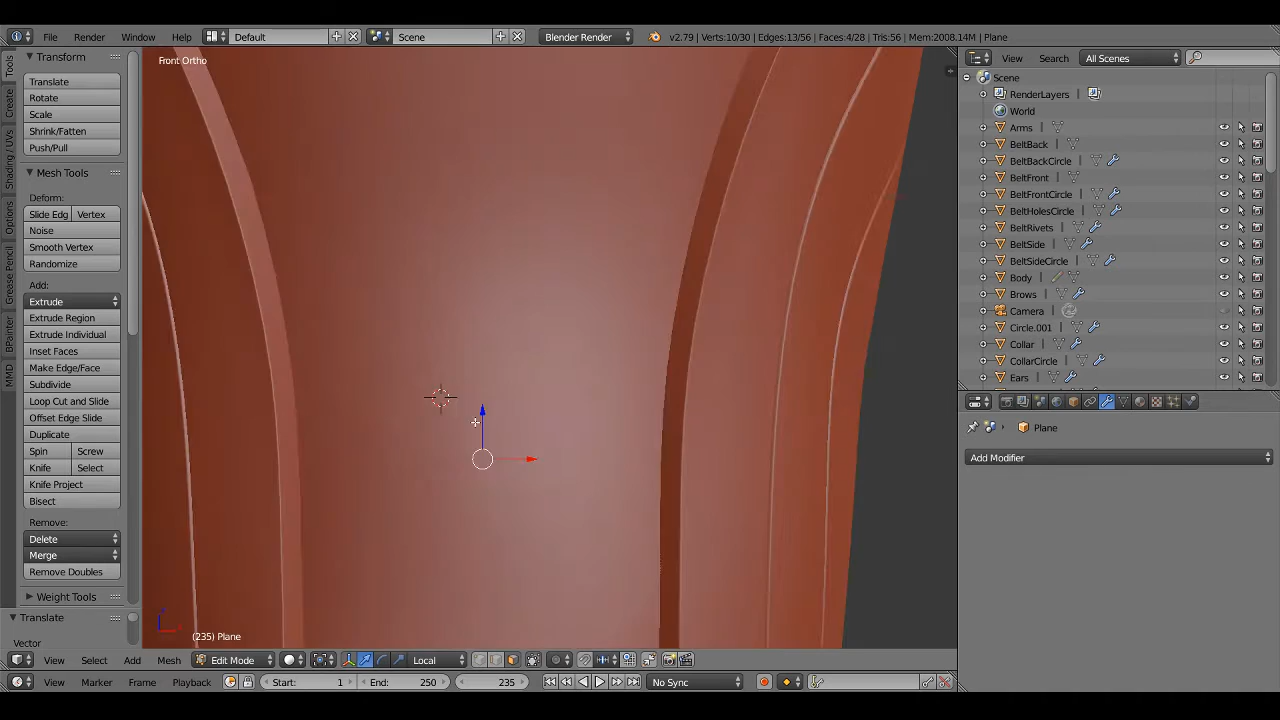 File Render Window Help Default Scene Blender Render v2.79 | Verts:10/30 | Edges:13/56 | Faces:4/28 | Tris:56 | Mem:2008.14M | Plane
Tools
Create
Shading / UVs
Options
Grease Pencil
BPainter
MMD
Transform
Translate
Rotate
Scale
Shrink/Fatten
Push/Pull
Mesh Tools
Deform:
Slide Edg Vertex
Noise
Smooth Vertex
Randomize
Add:
Extrude
Extrude Region
Extrude Individual
Inset Faces
Make Edge/Face
Subdivide
Loop Cut and Slide
Offset Edge Slide
Duplicate
Spin Screw
Knife Select
Knife Project
Bisect
Remove:
Delete
Merge
Remove Doubles
Weight Tools
Translate
Vector
Front Ortho
(235) Plane
View Select Add Mesh Edit Mode Local
View Marker Frame Playback Start: 1 End: 250 235 No Sync
View Search All Scenes
Scene
RenderLayers
World
Arms
BeltBack
BeltBackCircle
BeltFront
BeltFrontCircle
BeltHolesCircle
BeltRivets
BeltSide
BeltSideCircle
Body
Brows
Camera
Circle.001
Collar
CollarCircle
Ears
Plane
Add Modifier